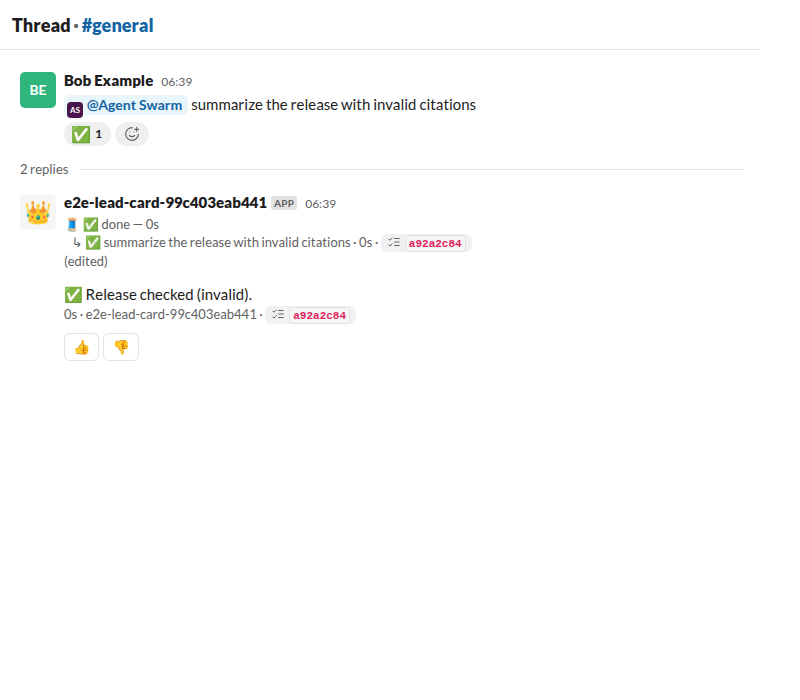 Thread · #general
BE
Bob Example 06:39
AS @Agent Swarm summarize the release with invalid citations
✅ 1
2 replies
e2e-lead-card-99c403eab441 APP 06:39
🧵 ✅ done — 0s
↳ ✅ summarize the release with invalid citations · 0s · a92a2c84
(edited)
✅ Release checked (invalid).
0s · e2e-lead-card-99c403eab441 · a92a2c84
👍 👎